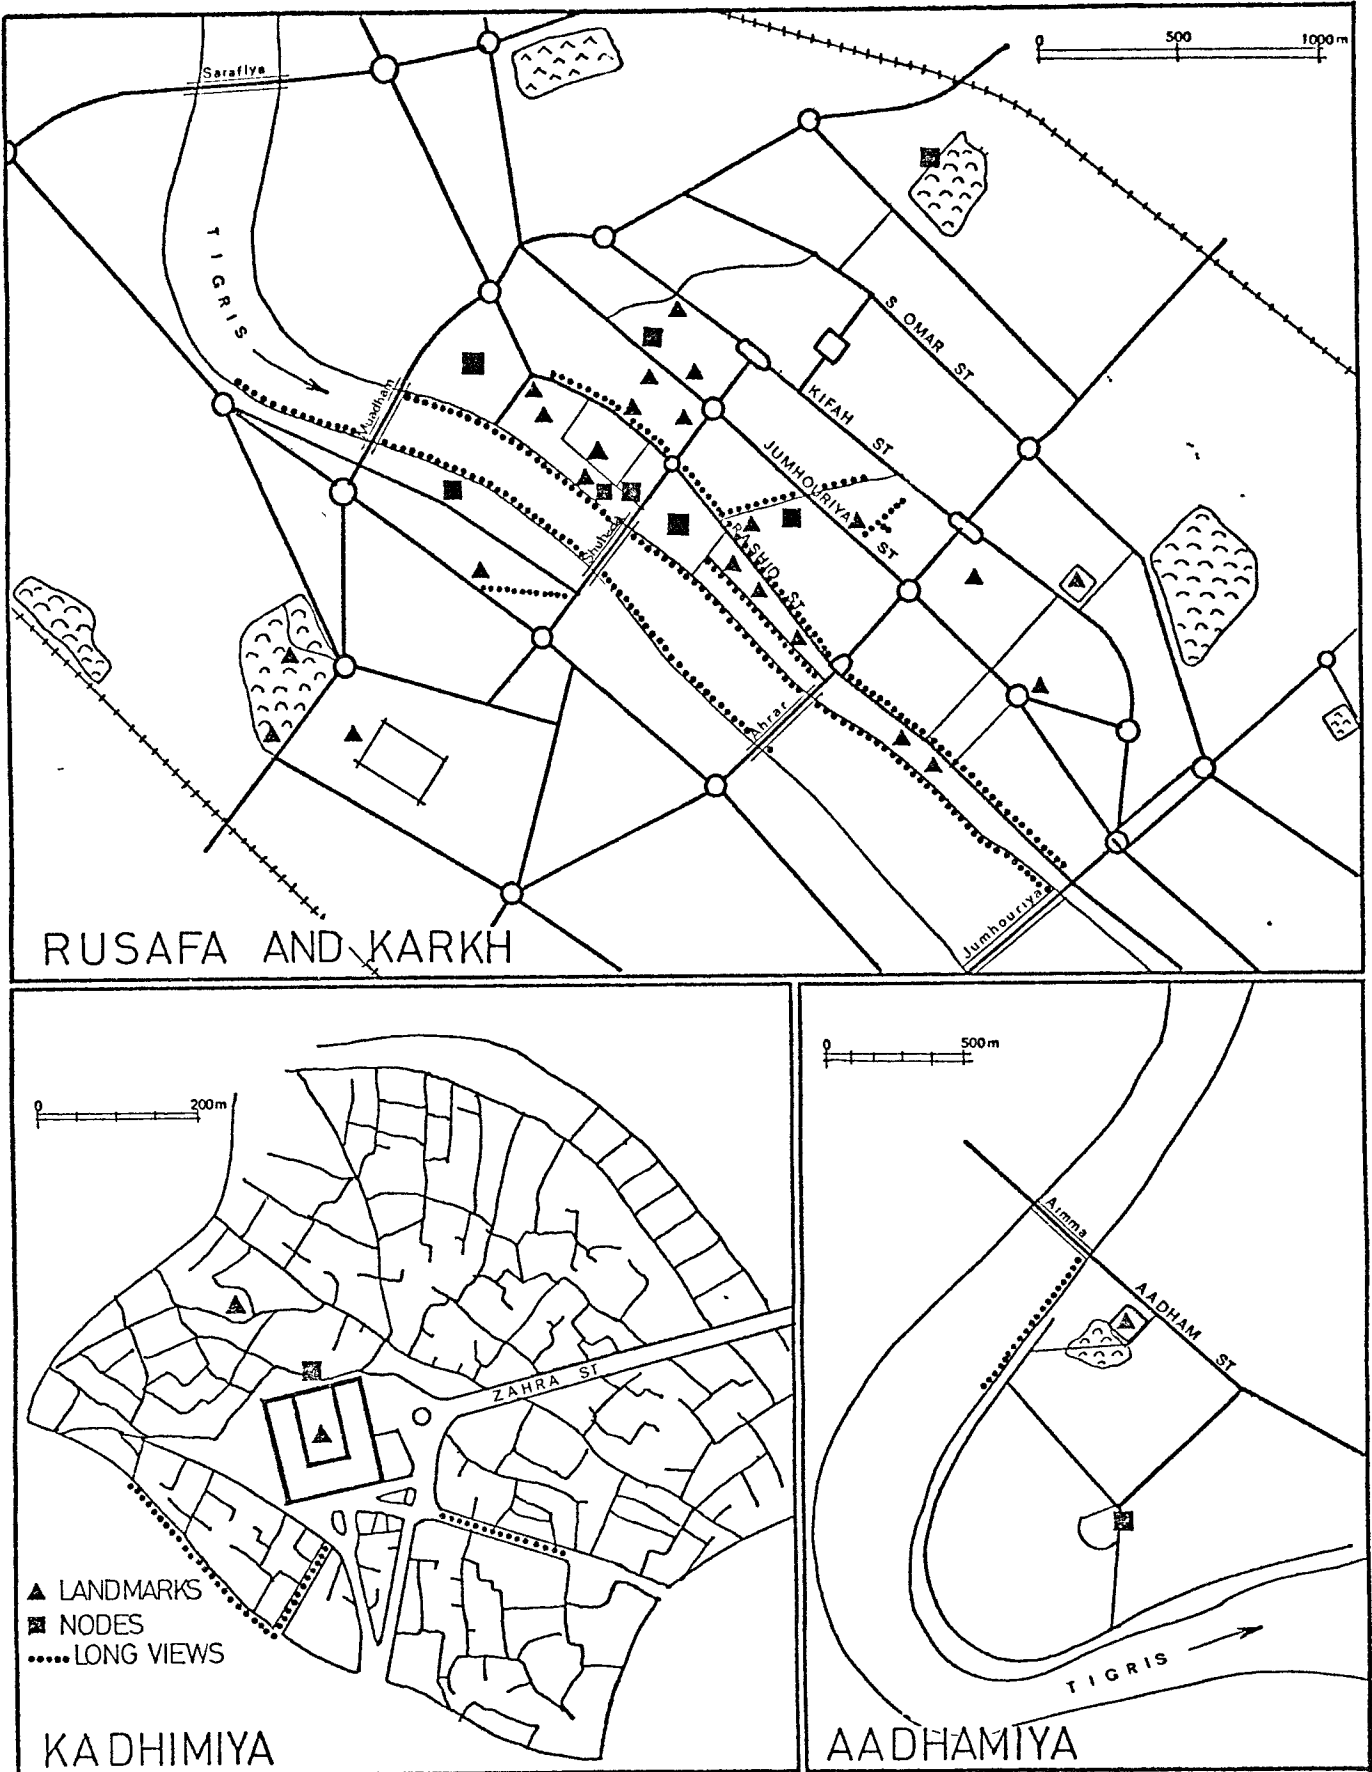 Sarafiya
0 500 1000m
TIGRIS
Muadham
S OMAR ST
KIFAH ST
JUMHOURIYA ST
RASHID ST
Shuhada
Ahrar
Jumhouriya
RUSAFA AND KARKH
0 200m
ZAHRA ST
LANDMARKS
NODES
LONG VIEWS
KADHIMIYA
0 500m
Aimma
AADHAM ST
TIGRIS
AADHAMIYA